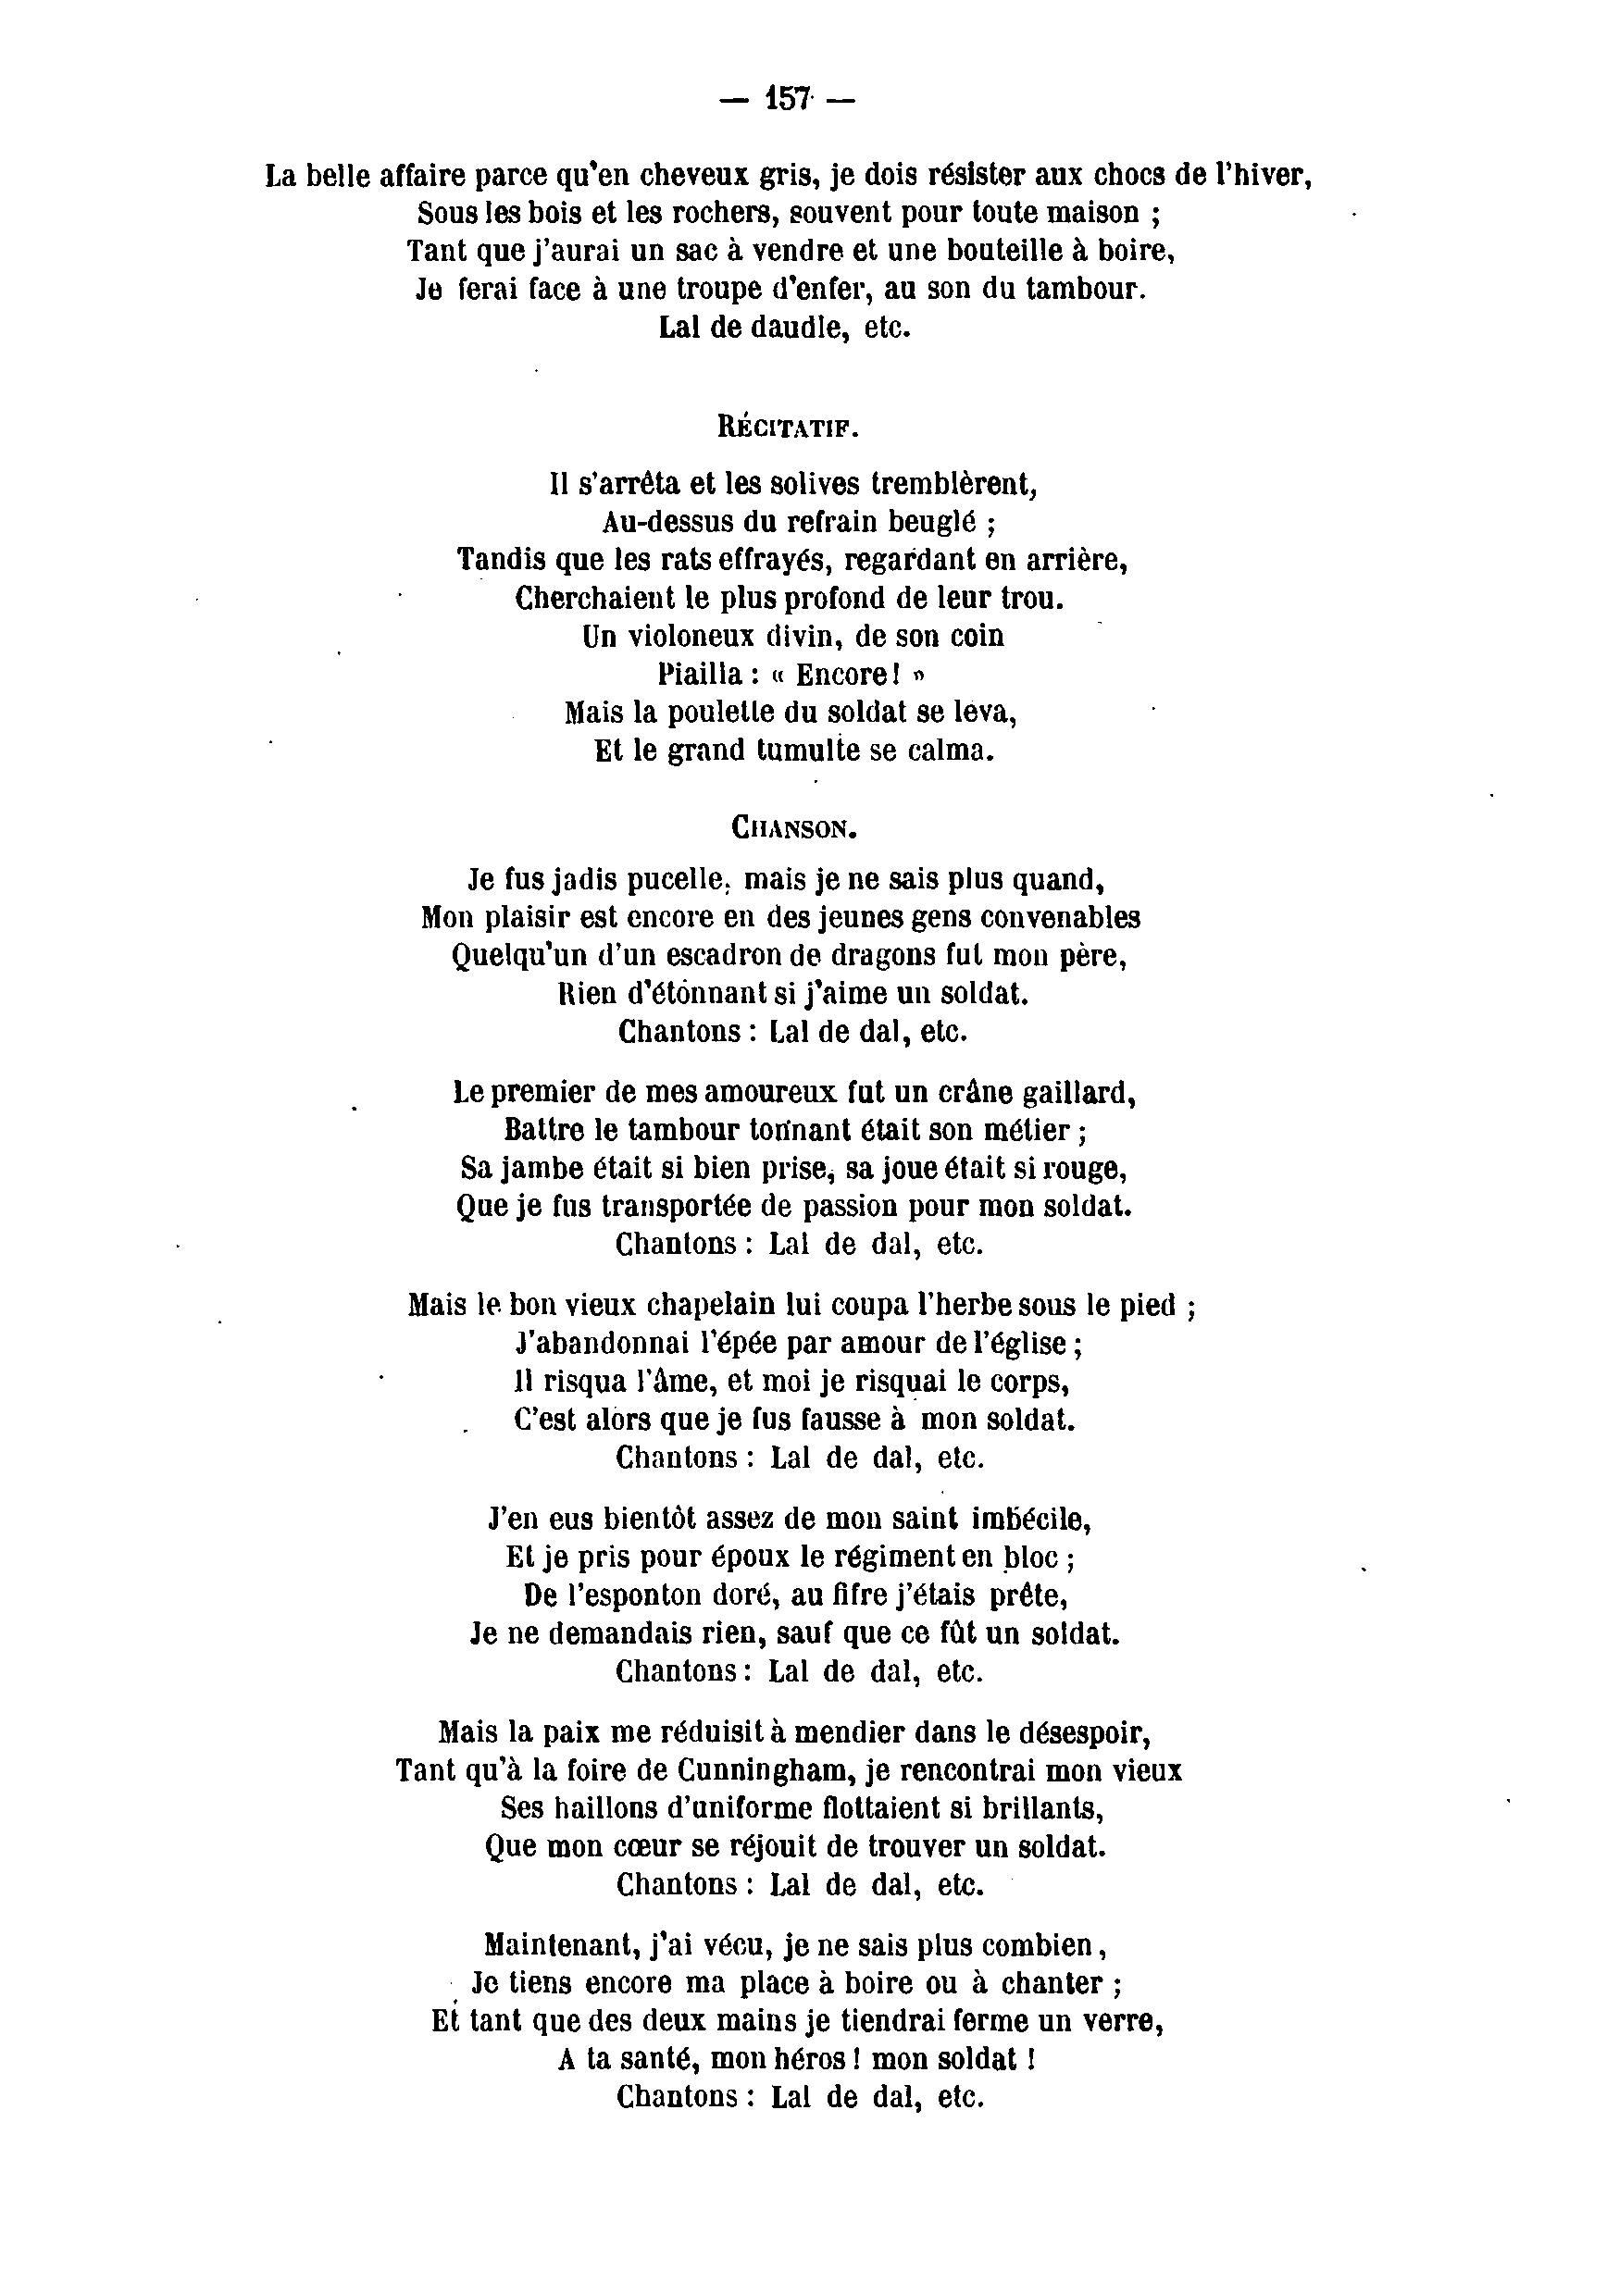 — 157 —
La belle affaire parce qu'en cheveux gris, je dois résister aux chocs de l'hiver,
Sous les bois et les rochers, souvent pour toute maison ;
Tant que j'aurai un sac à vendre et une bouteille à boire,
Je ferai face à une troupe d'enfer, au son du tambour.
Lal de daudle, etc.
RÉCITATIF.
Il s'arrêta et les solives tremblèrent,
Au-dessus du refrain beuglé ;
Tandis que les rats effrayés, regardant en arrière,
Cherchaient le plus profond de leur trou.
Un violoneux divin, de son coin
Piailla : « Encore! »
Mais la poulette du soldat se leva,
Et le grand tumulte se calma.
CHANSON.
Je fus jadis pucelle, mais je ne sais plus quand,
Mon plaisir est encore en des jeunes gens convenables
Quelqu'un d'un escadron de dragons fut mon père,
Rien d'étonnant si j'aime un soldat.
Chantons : Lal de dal, etc.
Le premier de mes amoureux fut un crâne gaillard,
Battre le tambour tonnant était son métier ;
Sa jambe était si bien prise, sa joue était si rouge,
Que je fus transportée de passion pour mon soldat.
Chantons : Lal de dal, etc.
Mais le bon vieux chapelain lui coupa l'herbe sous le pied ;
J'abandonnai l'épée par amour de l'église ;
Il risqua l'âme, et moi je risquai le corps,
C'est alors que je fus fausse à mon soldat.
Chantons : Lal de dal, etc.
J'en eus bientôt assez de mon saint imbécile,
Et je pris pour époux le régiment en bloc ;
De l'esponton doré, au fifre j'étais prête,
Je ne demandais rien, sauf que ce fût un soldat.
Chantons : Lal de dal, etc.
Mais la paix me réduisit à mendier dans le désespoir,
Tant qu'à la foire de Cunningham, je rencontrai mon vieux
Ses haillons d'uniforme flottaient si brillants,
Que mon cœur se réjouit de trouver un soldat.
Chantons : Lal de dal, etc.
Maintenant, j'ai vécu, je ne sais plus combien,
Je tiens encore ma place à boire ou à chanter ;
Et tant que des deux mains je tiendrai ferme un verre,
A ta santé, mon héros ! mon soldat !
Chantons : Lal de dal, etc.